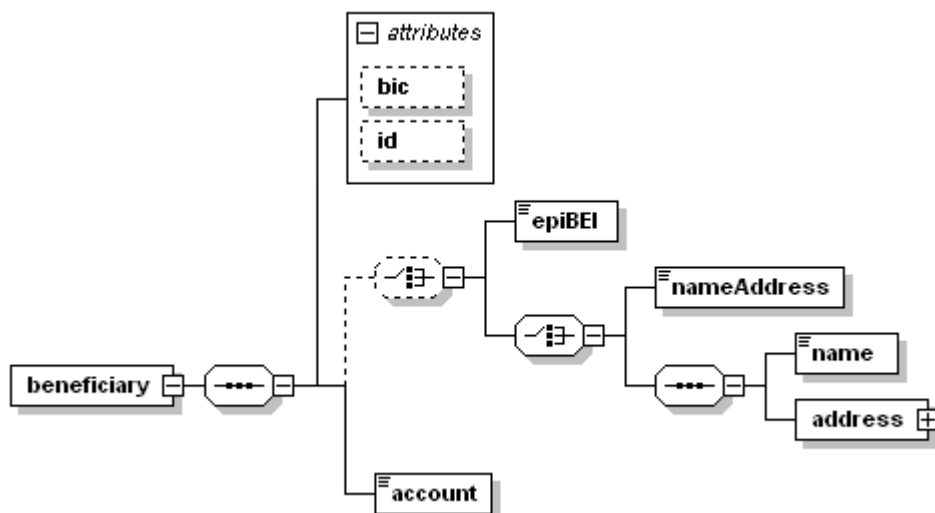 attributes
bic
id
epiBEI
nameAddress
name
beneficiary
address
account